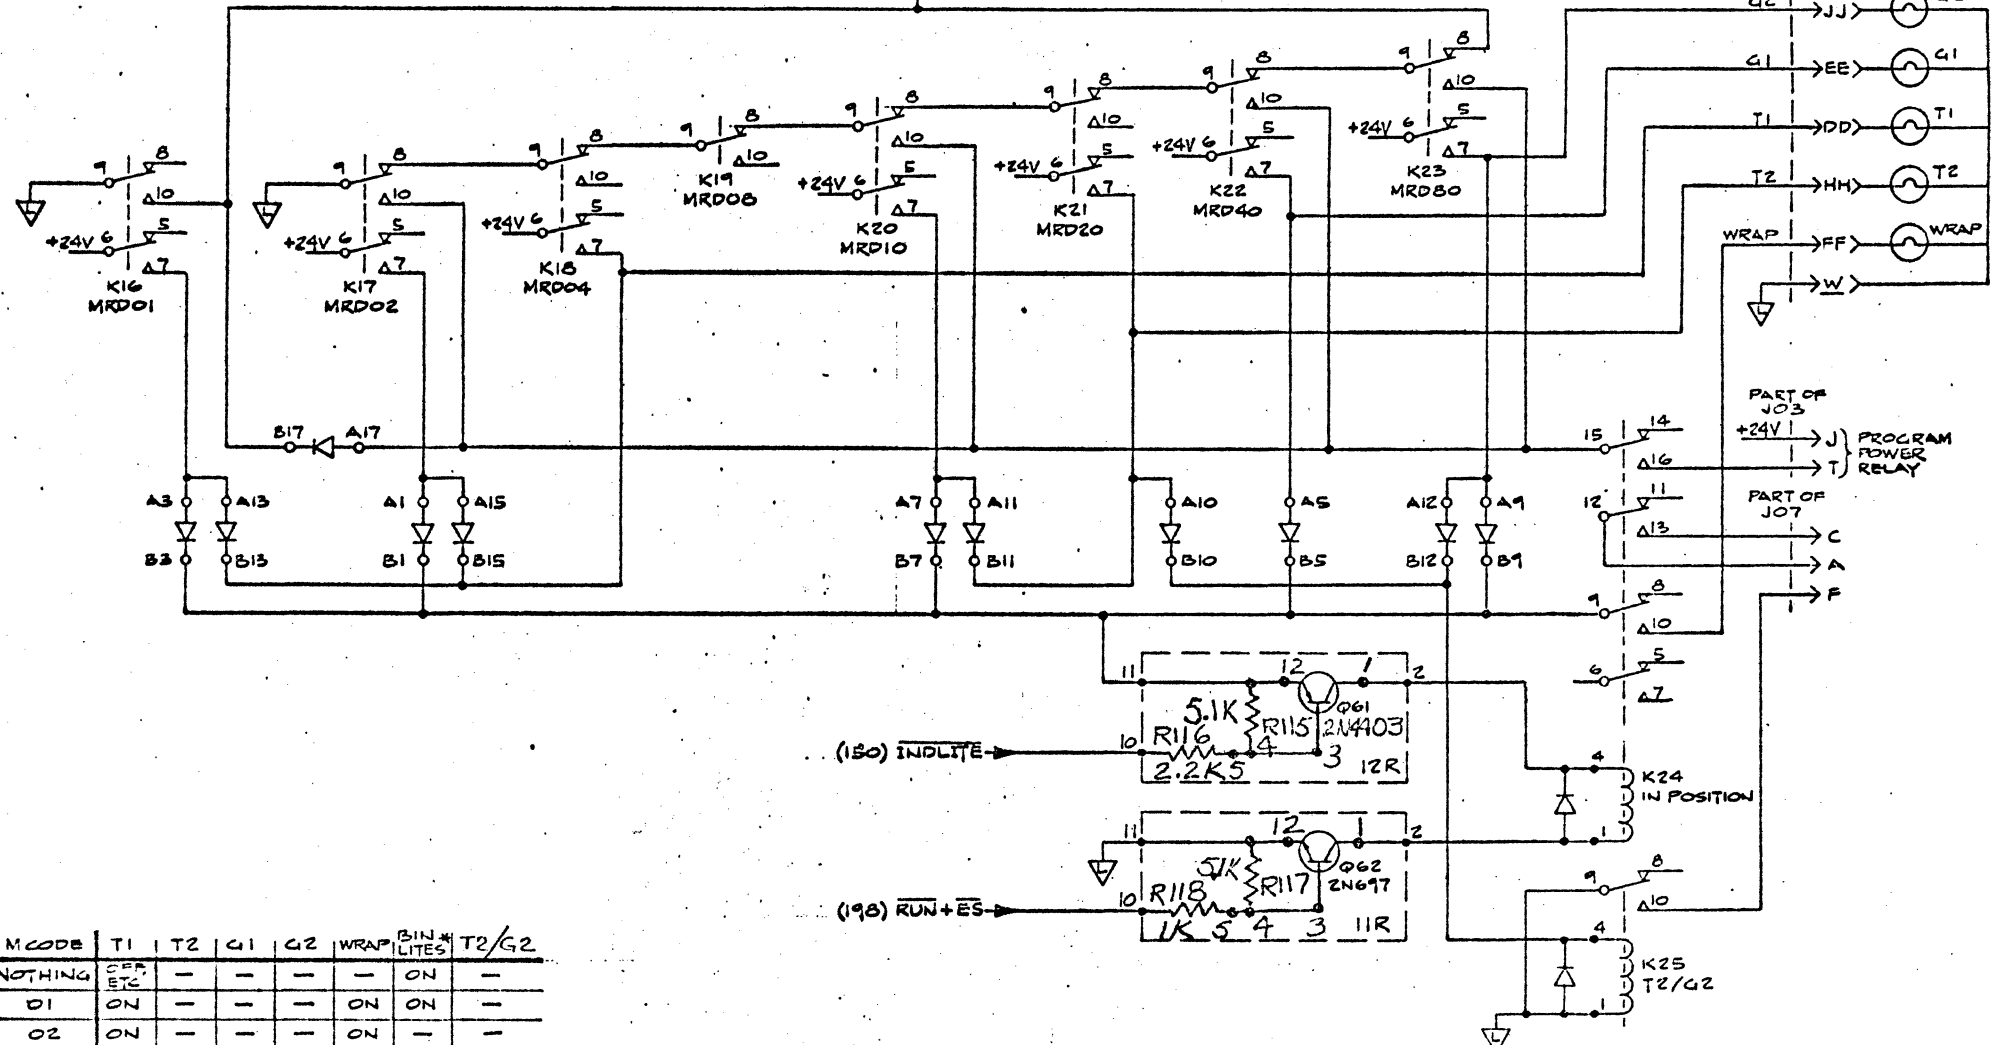 G2 JJ
8
9
10
G1 EE G1
8
9
10
+24V 6 5
7
K23
MRD80
8
9
10
+24V 6 5
7
K22
MRD40
T1 DD T1
8
9
10
+24V 6 5
7
K20
MRD10
9
8
10
+24V 6 5
7
K21
MRD20
8
9
10
K19
MRD08
8
9
10
+24V 6 5
7
K18
MRD04
8
9
10
+24V 6 5
7
K17
MRD02
8
9
10
+24V 6 5
7
K16
MRD01
T2 HH T2
WRAP FF WRAP
W
L
L
L
B17 A17
15 14
16
PART OF
J03
+24V J
T
PROGRAM
POWER
RELAY
PART OF
J07
12 11
13 C
A
F
A3 A13 A1 A15 A7 A11 A10 A5 A12 A9
B3 B13 B1 B15 B7 B11 B10 B5 B12 B9
9 8
10
6 5
7
11 12 1 2
5.1K
Q61
R115 2N4403
(150) INDLITE 10 R116 4 3
2.2K 5 12R
4
K24
IN POSITION
1
11 12 1 2
L
5.1K
Q62
2N697
R117
(198) RUN+ES 10 R118
1K 5 4 3 11R
9 8
10
4
K25
T2/G2
1
L
MCODE T1 T2 G1 G2 WRAP BIN* LITES T2/G2
NOTHING OFF ETC — — — — ON —
01 ON — — — ON ON —
02 ON — — — ON — —